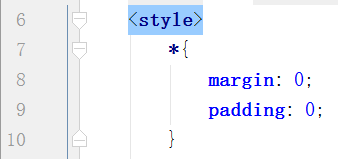 6 <style>
7 *{
8 margin: 0;
9 padding: 0;
10 }